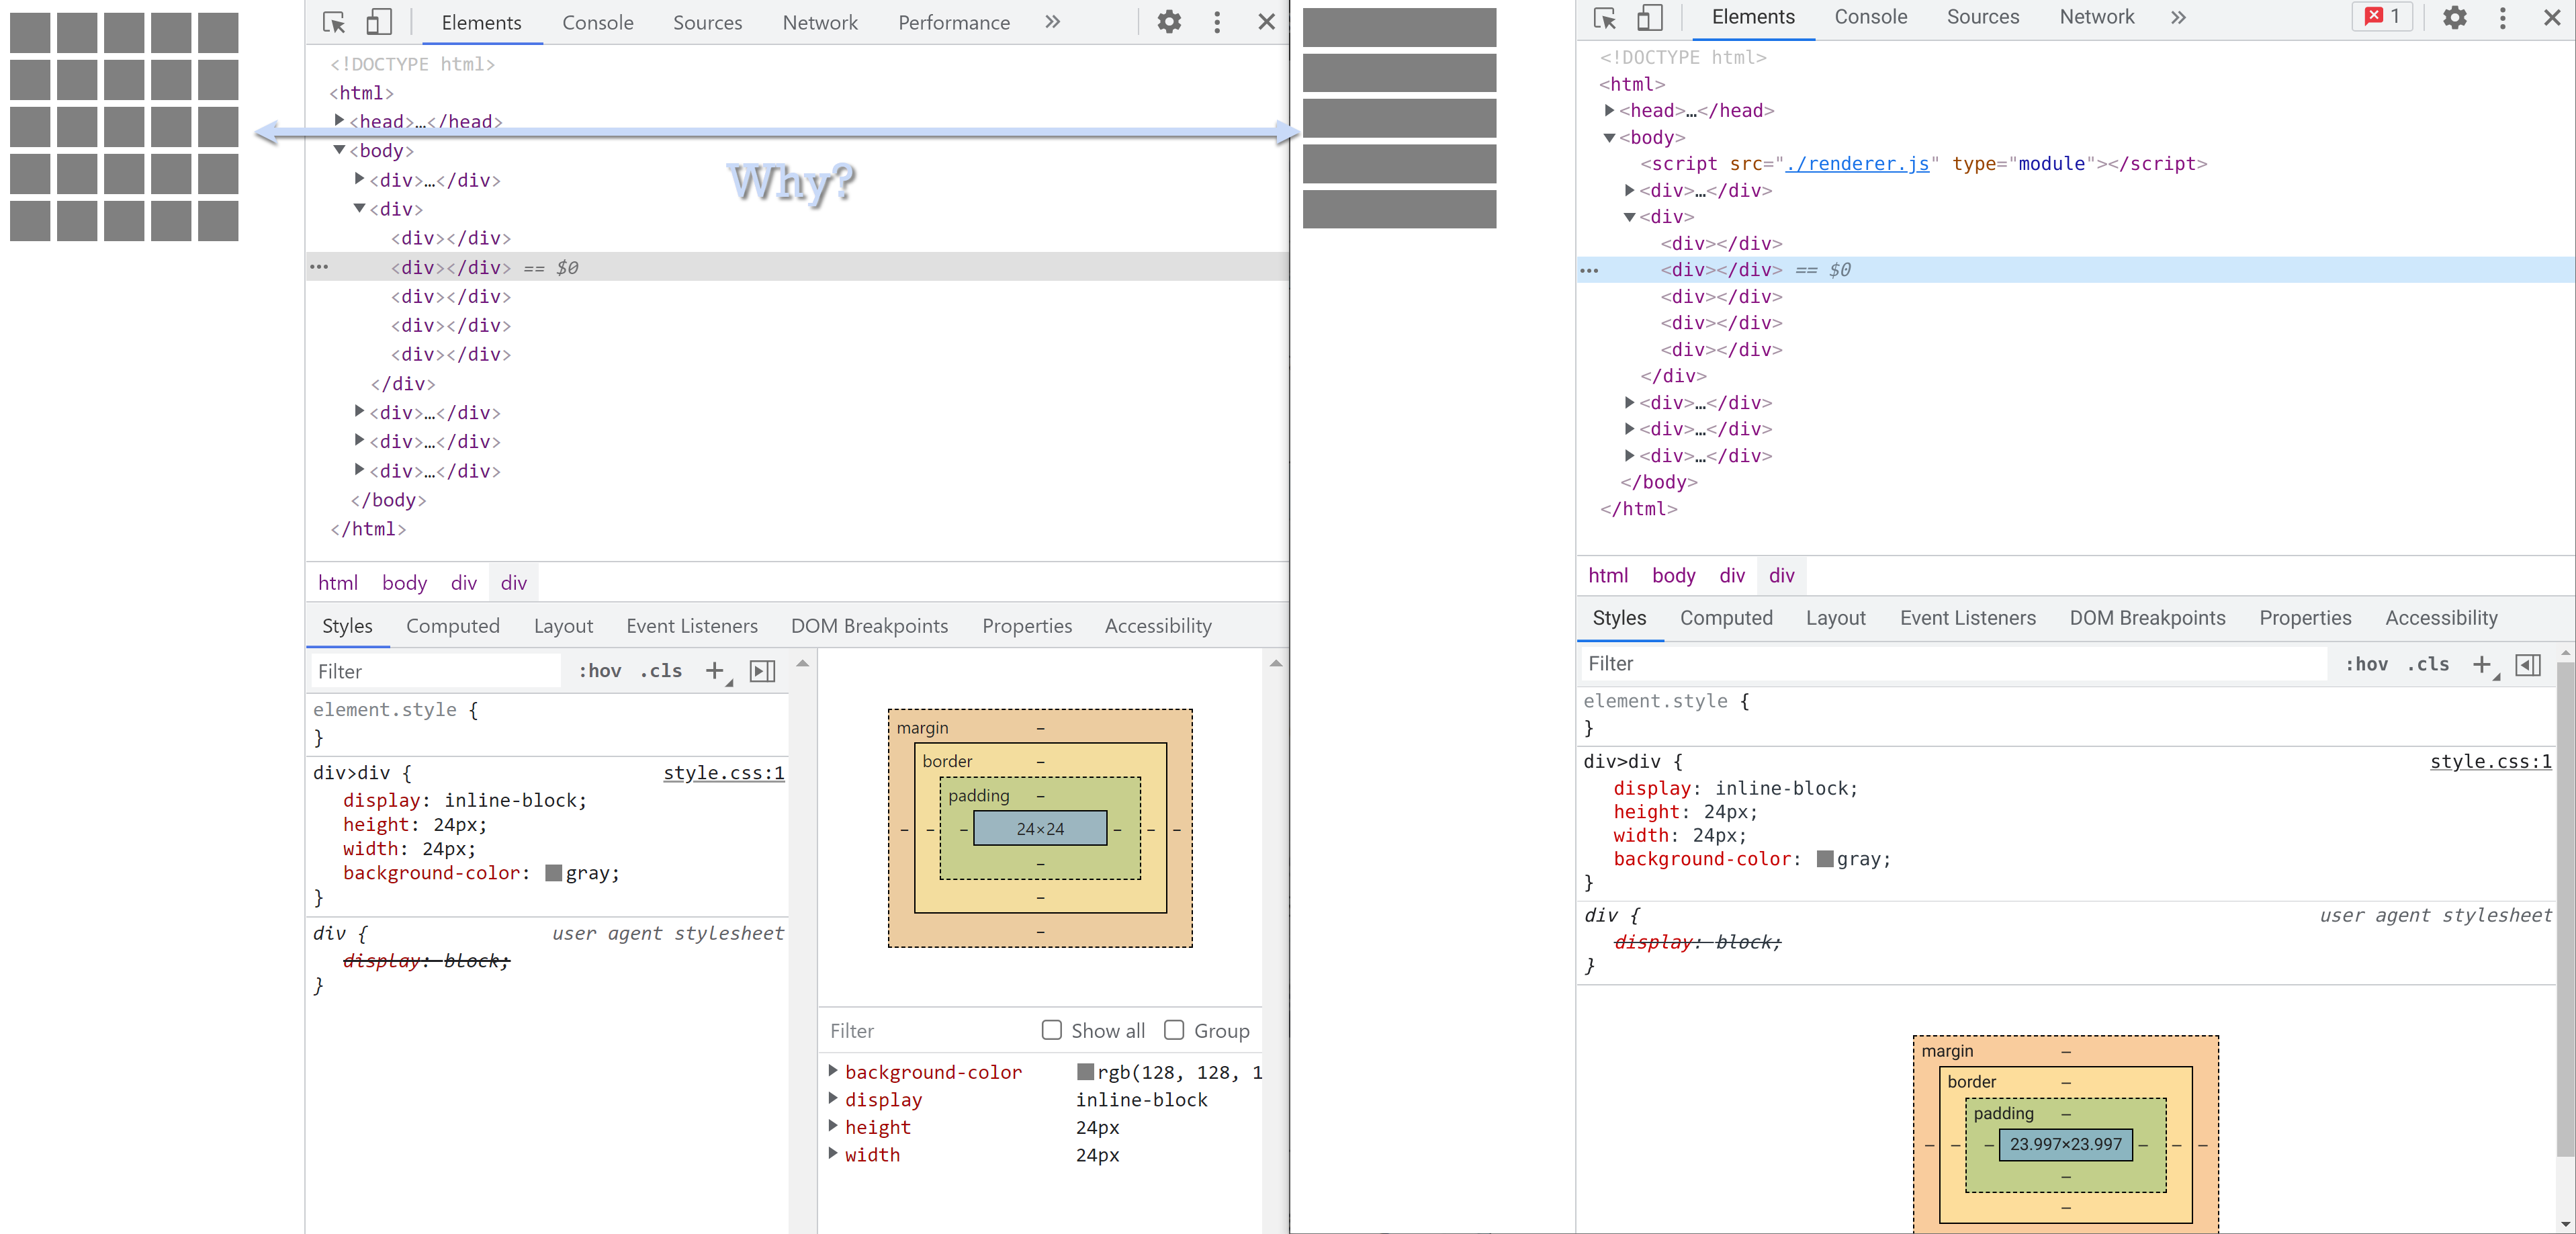 Elements Console Sources Network Performance »
<!DOCTYPE html>
<html>
<head>…</head>
<body>
<div>…</div>
<div>
<div></div>
<div></div> == $0
<div></div>
<div></div>
<div></div>
</div>
<div>…</div>
<div>…</div>
<div>…</div>
</body>
</html>
Why?
html body div div
Styles Computed Layout Event Listeners DOM Breakpoints Properties Accessibility
Filter :hov .cls +
element.style {
}
div>div { style.css:1
display: inline-block;
height: 24px;
width: 24px;
background-color: gray;
}
div { user agent stylesheet
display: block;
}
margin –
border –
padding –
– – – 24×24 – – –
–
–
–
Filter Show all Group
background-color rgb(128, 128, 1
display inline-block
height 24px
width 24px
Elements Console Sources Network » 1
<!DOCTYPE html>
<html>
<head>…</head>
<body>
<script src="./renderer.js" type="module"></script>
<div>…</div>
<div>
<div></div>
<div></div> == $0
<div></div>
<div></div>
<div></div>
</div>
<div>…</div>
<div>…</div>
<div>…</div>
</body>
</html>
html body div div
Styles Computed Layout Event Listeners DOM Breakpoints Properties Accessibility
Filter :hov .cls +
element.style {
}
div>div { style.css:1
display: inline-block;
height: 24px;
width: 24px;
background-color: gray;
}
div { user agent stylesheet
display: block;
}
margin –
border –
padding –
– – – 23.997×23.997 – – –
–
–